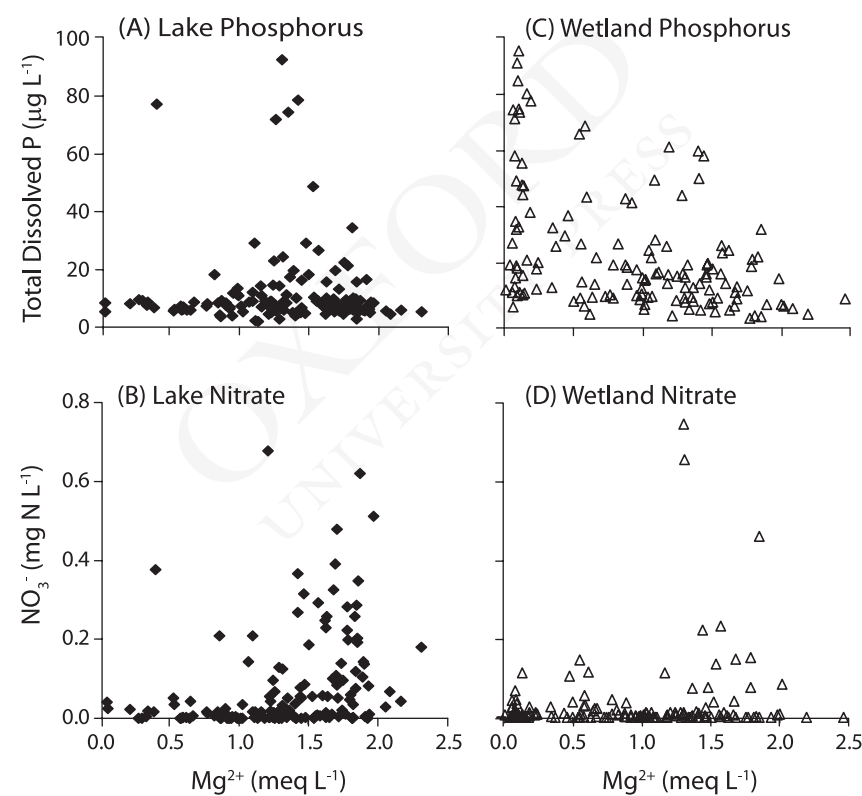 (A) Lake Phosphorus
(C) Wetland Phosphorus
100
80
60
40
20
0
Total Dissolved P (µg L⁻¹)
(B) Lake Nitrate
(D) Wetland Nitrate
0.8
0.6
0.4
0.2
0.0
NO₃⁻ (mg N L⁻¹)
0.0 0.5 1.0 1.5 2.0 2.5
0.0 0.5 1.0 1.5 2.0 2.5
Mg²⁺ (meq L⁻¹)
Mg²⁺ (meq L⁻¹)
OXFORD
UNIVERSITY PRESS